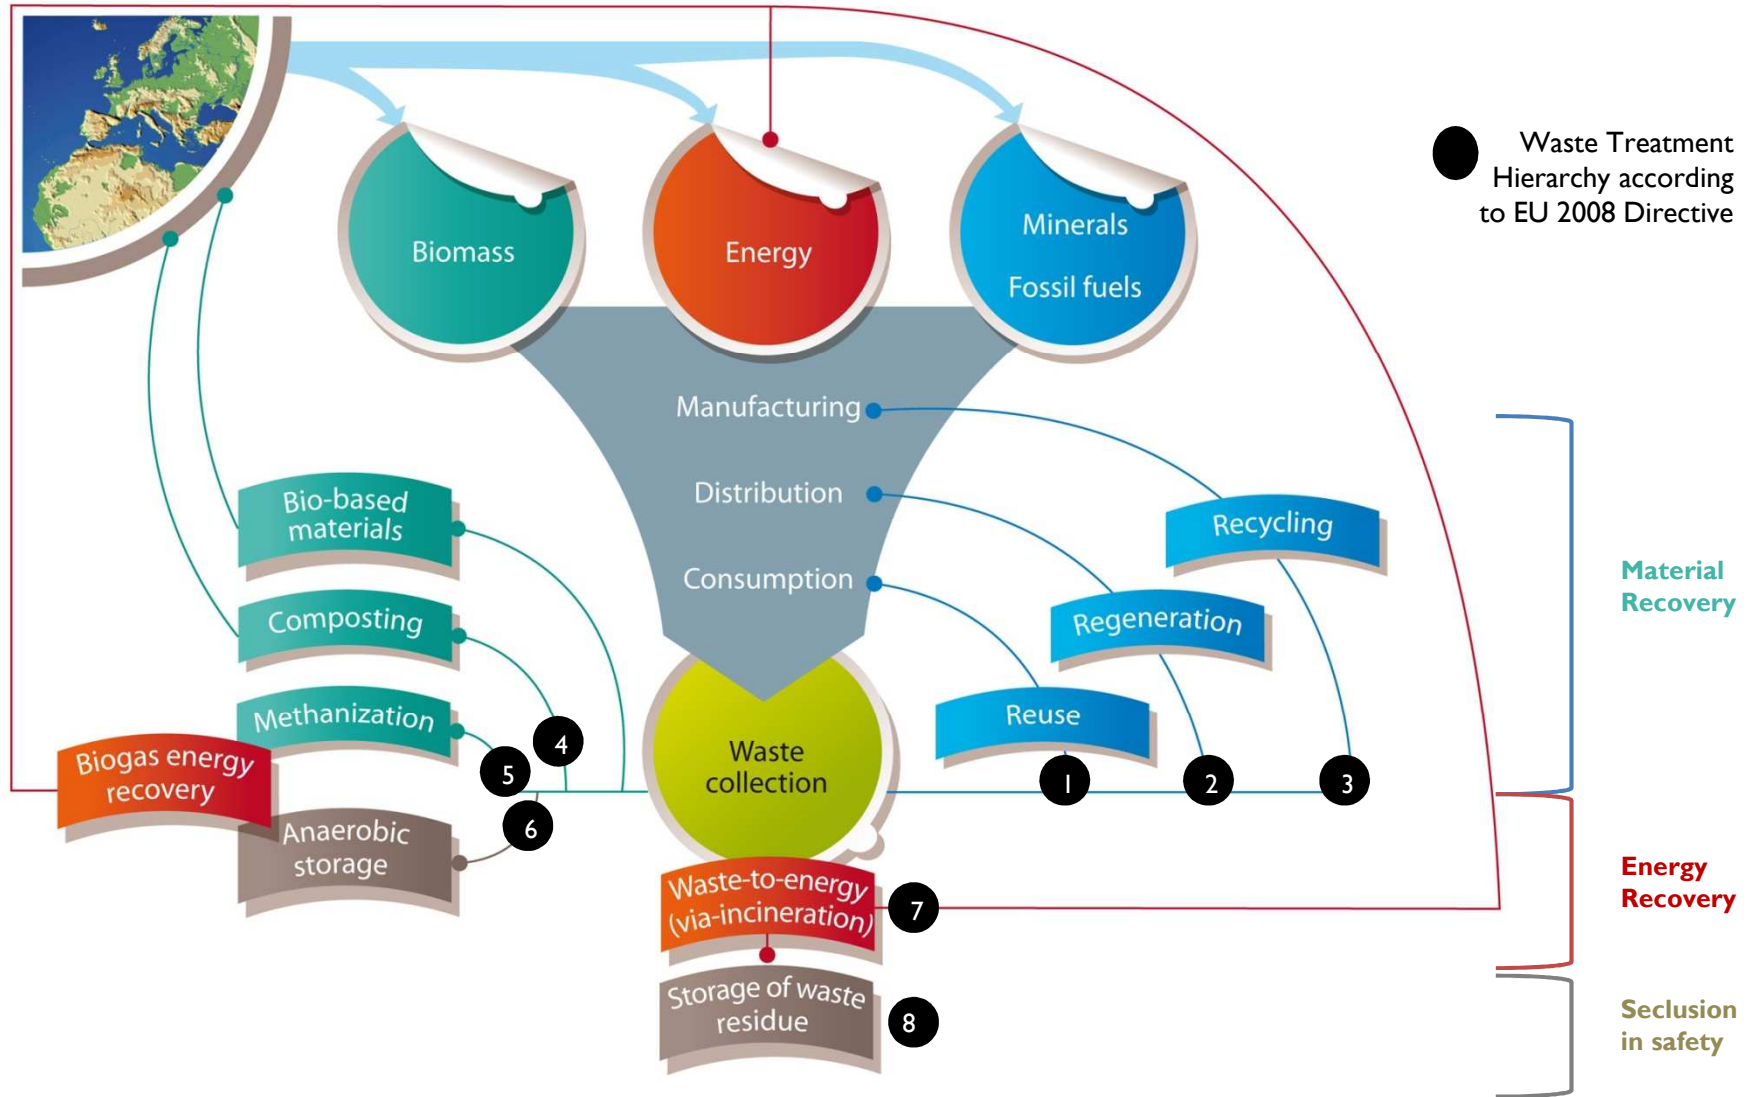 Waste Treatment
Hierarchy according
to EU 2008 Directive
Biomass
Energy
Minerals
Fossil fuels
Manufacturing
Distribution
Consumption
Bio-based
materials
Composting
Methanization
Biogas energy
recovery
Anaerobic
storage
4
5
6
Recycling
Regeneration
Reuse
Waste
collection
1
2
3
Waste-to-energy
(via-incineration)
7
Storage of waste
residue
8
Material
Recovery
Energy
Recovery
Seclusion
in safety